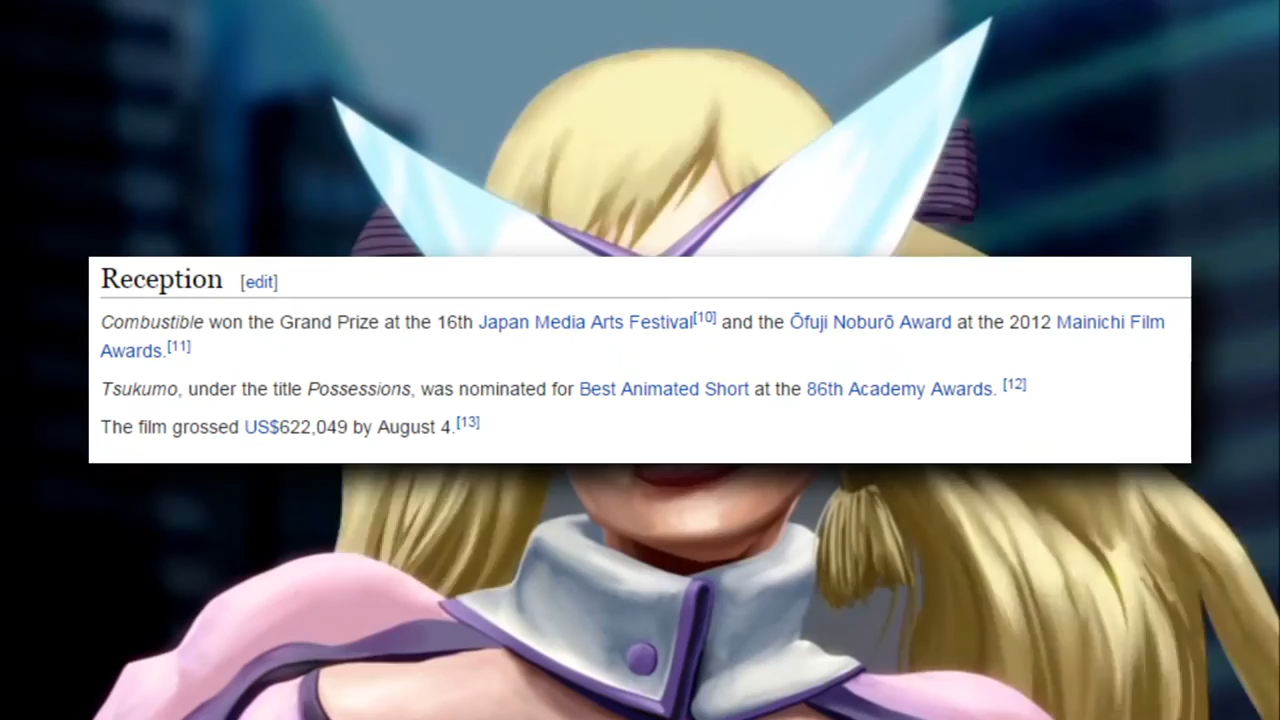 Reception [edit]
Combustible won the Grand Prize at the 16th Japan Media Arts Festival[10] and the Ōfuji Noburō Award at the 2012 Mainichi Film
Awards.[11]
Tsukumo, under the title Possessions, was nominated for Best Animated Short at the 86th Academy Awards. [12]
The film grossed US$622,049 by August 4.[13]